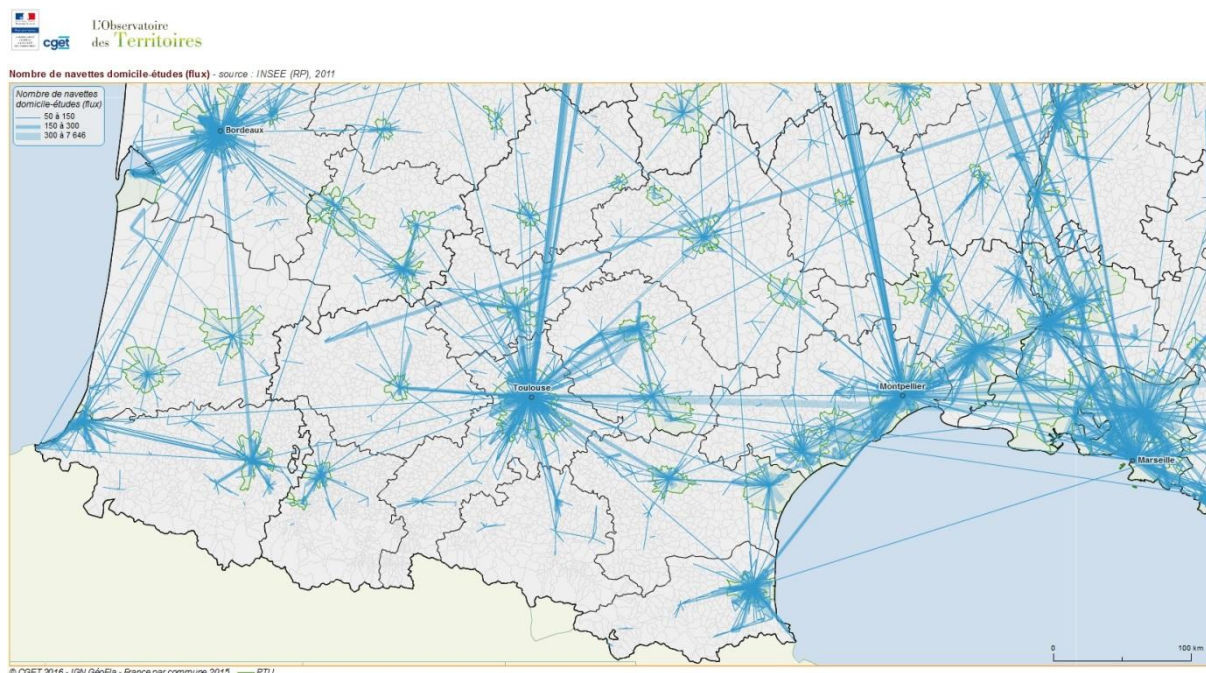 cget
L'Observatoire
des Territoires
Nombre de navettes domicile-études (flux) - source : INSEE (RP), 2011
Nombre de navettes
domicile-études (flux)
50 à 150
150 à 300
300 à 7 646
Bordeaux
Toulouse
Montpellier
Marseille
0 100 km
© CGET 2016 - IGN GéoFla - France par commune 2015 PTU